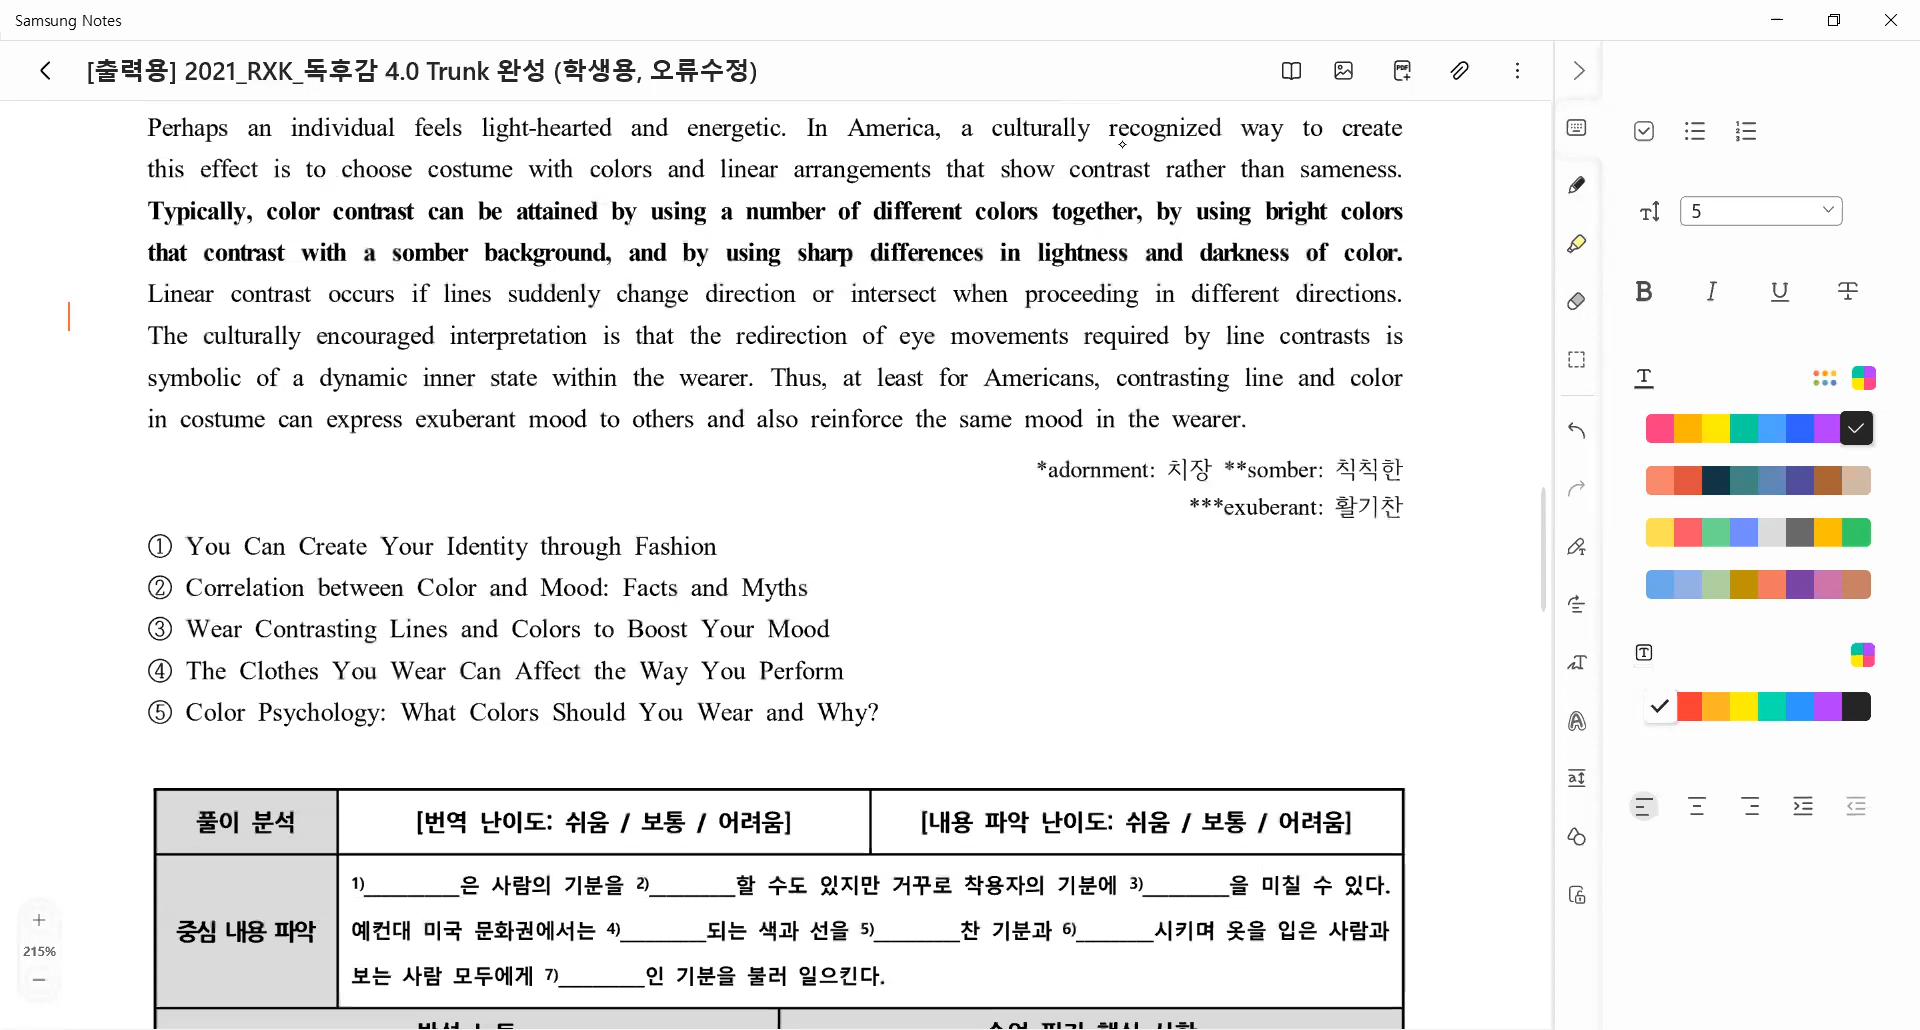 Samsung Notes
[출력용] 2021_RXK_독후감 4.0 Trunk 완성 (학생용, 오류수정)
PDF
Perhaps an individual feels light-hearted and energetic. In America, a culturally recognized way to create
this effect is to choose costume with colors and linear arrangements that show contrast rather than sameness.
Typically, color contrast can be attained by using a number of different colors together, by using bright colors
that contrast with a somber background, and by using sharp differences in lightness and darkness of color.
Linear contrast occurs if lines suddenly change direction or intersect when proceeding in different directions.
The culturally encouraged interpretation is that the redirection of eye movements required by line contrasts is
symbolic of a dynamic inner state within the wearer. Thus, at least for Americans, contrasting line and color
in costume can express exuberant mood to others and also reinforce the same mood in the wearer.
*adornment: 치장 **somber: 칙칙한
***exuberant: 활기찬
① You Can Create Your Identity through Fashion
② Correlation between Color and Mood: Facts and Myths
③ Wear Contrasting Lines and Colors to Boost Your Mood
④ The Clothes You Wear Can Affect the Way You Perform
⑤ Color Psychology: What Colors Should You Wear and Why?
풀이 분석 [번역 난이도: 쉬움 / 보통 / 어려움] [내용 파악 난이도: 쉬움 / 보통 / 어려움]
중심 내용 파악
1)_________은 사람의 기분을 2)________할 수도 있지만 거꾸로 착용자의 기분에 3)________을 미칠 수 있다.
예컨대 미국 문화권에서는 4)________되는 색과 선을 5)________찬 기분과 6)_______시키며 옷을 입은 사람과
보는 사람 모두에게 7)________인 기분을 불러 일으킨다.
215%
5
B I U T
T
T